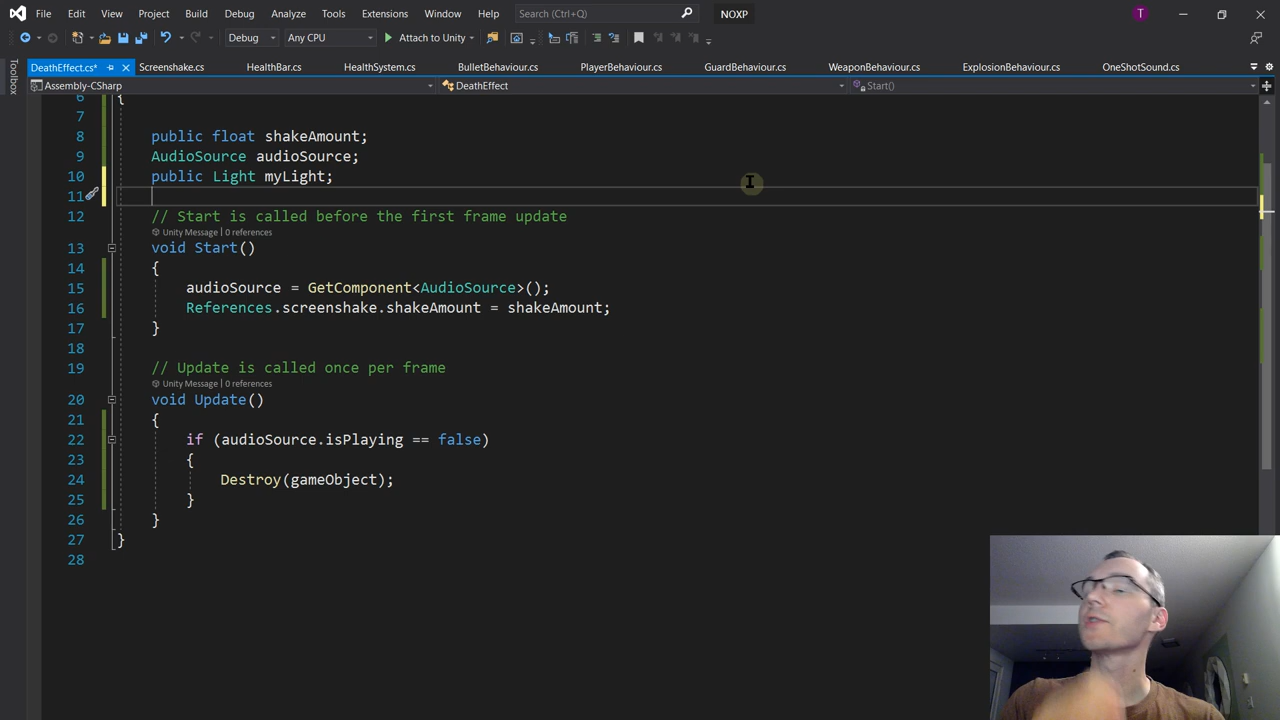 File Edit View Project Build Debug Analyze Tools Extensions Window Help Search (Ctrl+Q) NOXP T
Debug Any CPU Attach to Unity
Toolbox
DeathEffect.cs* Screenshake.cs HealthBar.cs HealthSystem.cs BulletBehaviour.cs PlayerBehaviour.cs GuardBehaviour.cs WeaponBehaviour.cs ExplosionBehaviour.cs OneShotSound.cs
Assembly-CSharp DeathEffect Start()
6 {
7
8 public float shakeAmount;
9 AudioSource audioSource;
10 public Light myLight;
11
12 // Start is called before the first frame update
Unity Message | 0 references
13 void Start()
14 {
15 audioSource = GetComponent<AudioSource>();
16 References.screenshake.shakeAmount = shakeAmount;
17 }
18
19 // Update is called once per frame
Unity Message | 0 references
20 void Update()
21 {
22 if (audioSource.isPlaying == false)
23 {
24 Destroy(gameObject);
25 }
26 }
27 }
28